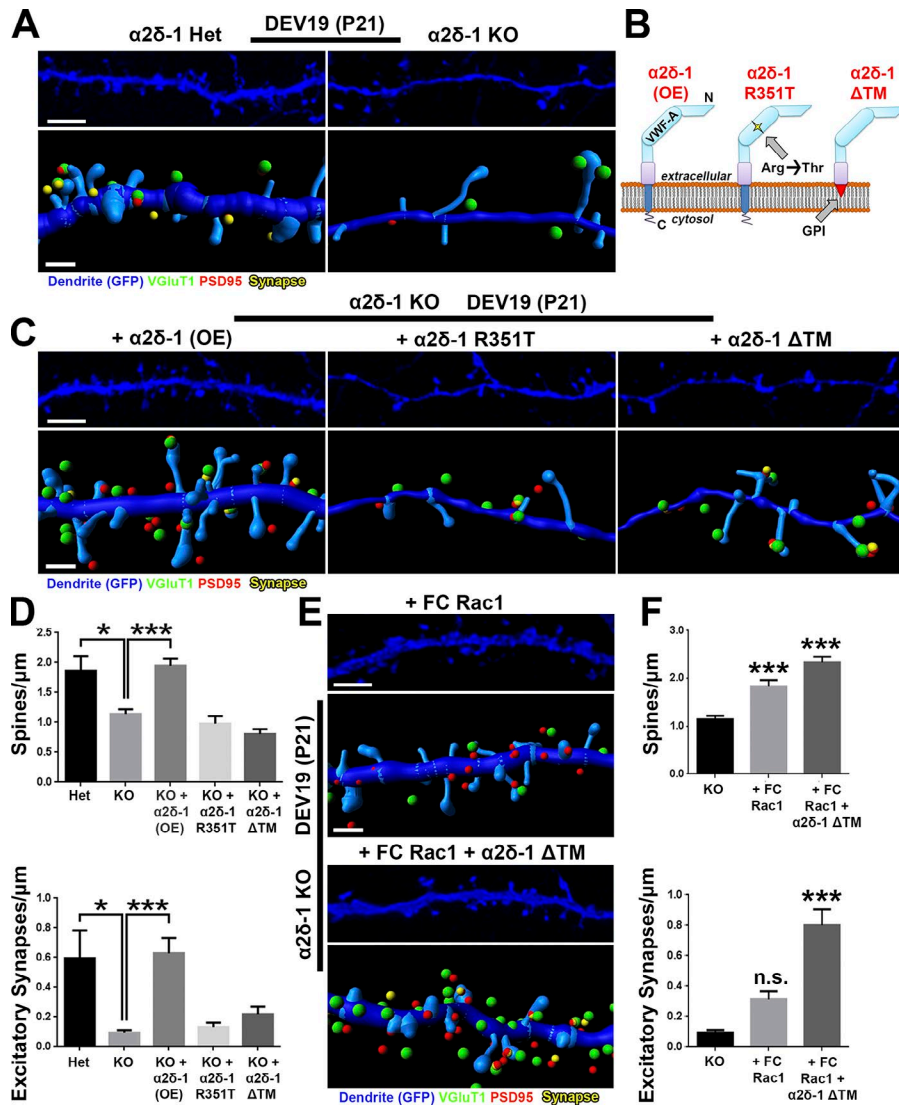 A
DEV19 (P21)
α2δ-1 Het
α2δ-1 KO
Dendrite (GFP) VGluT1 PSD95 Synapse
B
α2δ-1 (OE)
α2δ-1 R351T
α2δ-1 ΔTM
N
VWF-A
Arg→Thr
extracellular
cytosol
C
GPI
α2δ-1 KO DEV19 (P21)
C
+ α2δ-1 (OE)
+ α2δ-1 R351T
+ α2δ-1 ΔTM
Dendrite (GFP) VGluT1 PSD95 Synapse
D
Spines/μm
2.5
2.0
1.5
1.0
0.5
0.0
*
***
Het
KO
KO + α2δ-1 (OE)
KO + α2δ-1 R351T
KO + α2δ-1 ΔTM
Excitatory Synapses/μm
1.0
0.8
0.6
0.4
0.2
0.0
*
***
Het
KO
KO + α2δ-1 (OE)
KO + α2δ-1 R351T
KO + α2δ-1 ΔTM
E
+ FC Rac1
DEV19 (P21)
α2δ-1 KO
+ FC Rac1 + α2δ-1 ΔTM
Dendrite (GFP) VGluT1 PSD95 Synapse
F
Spines/μm
3.0
2.0
1.0
0.0
***
***
KO
+ FC Rac1
+ FC Rac1 + α2δ-1 ΔTM
Excitatory Synapses/μm
1.0
0.8
0.6
0.4
0.2
0.0
n.s.
***
KO
+ FC Rac1
+ FC Rac1 + α2δ-1 ΔTM